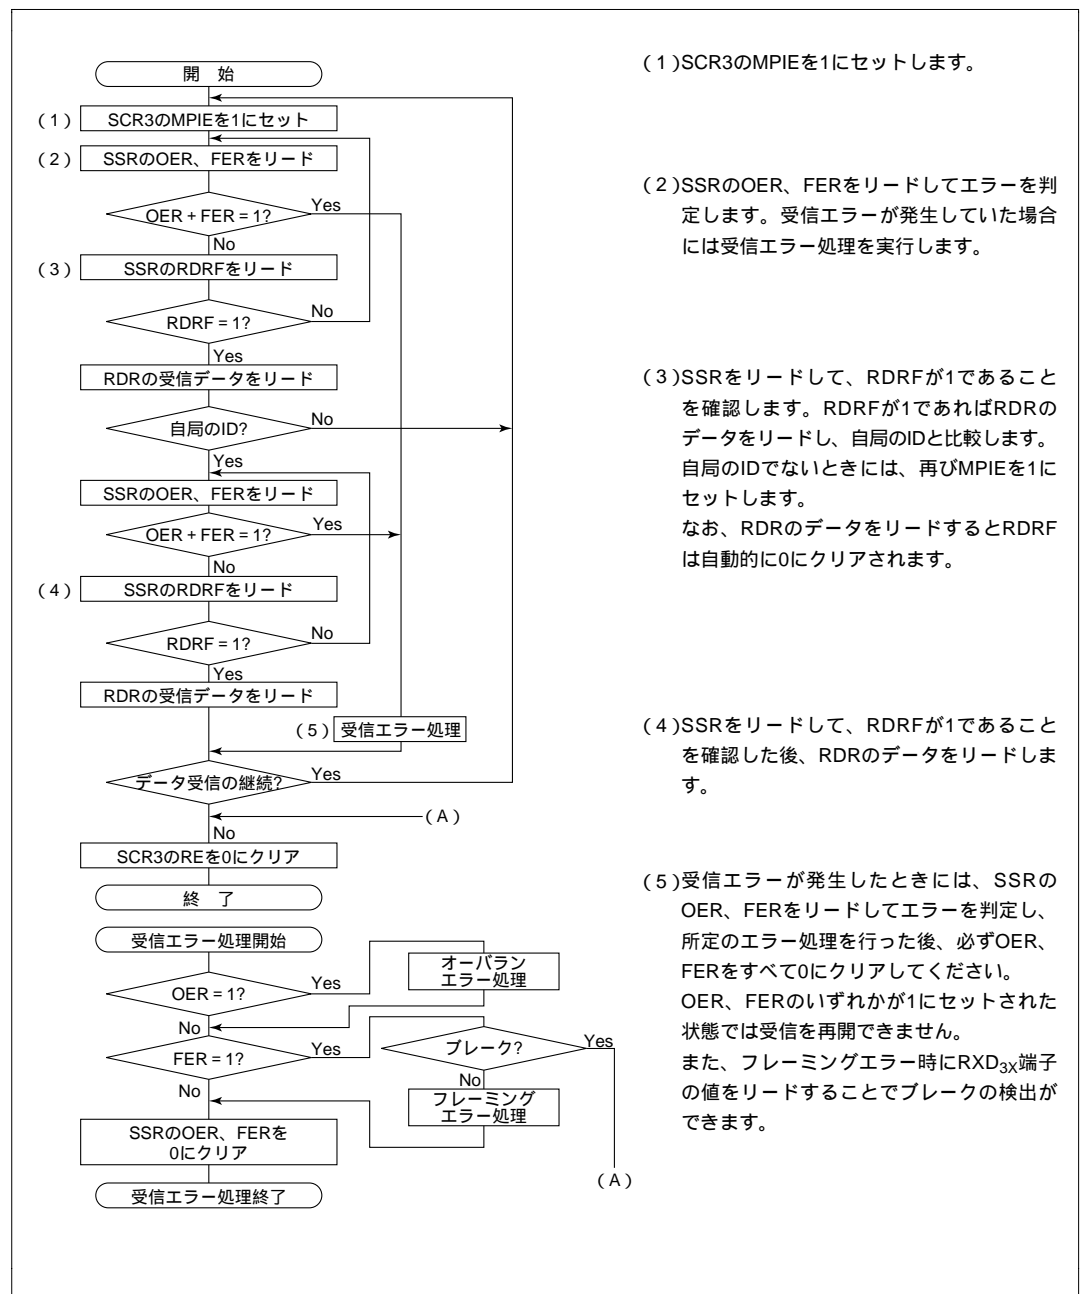 開 始
(1) SCR3のMPIEを1にセット
(2) SSRのOER、FERをリード
OER + FER = 1?
Yes
No
(3) SSRのRDRFをリード
RDRF = 1?
No
Yes
RDRの受信データをリード
自局のID?
No
Yes
SSRのOER、FERをリード
OER + FER = 1?
Yes
No
(4) SSRのRDRFをリード
RDRF = 1?
No
Yes
RDRの受信データをリード
(5) 受信エラー処理
データ受信の継続?
Yes
(A)
No
SCR3のREを0にクリア
終 了
受信エラー処理開始
OER = 1?
Yes
オーバラン
エラー処理
No
FER = 1?
Yes
ブレーク?
Yes
No
フレーミング
エラー処理
No
SSRのOER、FERを
0にクリア
(A)
受信エラー処理終了
(1)SCR3のMPIEを1にセットします。
(2)SSRのOER、FERをリードしてエラーを判
定します。受信エラーが発生していた場合
には受信エラー処理を実行します。
(3)SSRをリードして、RDRFが1であること
を確認します。RDRFが1であればRDRの
データをリードし、自局のIDと比較します。
自局のIDでないときには、再びMPIEを1に
セットします。
なお、RDRのデータをリードするとRDRF
は自動的に0にクリアされます。
(4)SSRをリードして、RDRFが1であること
を確認した後、RDRのデータをリードしま
す。
(5)受信エラーが発生したときには、SSRの
OER、FERをリードしてエラーを判定し、
所定のエラー処理を行った後、必ずOER、
FERをすべて0にクリアしてください。
OER、FERのいずれかが1にセットされた
状態では受信を再開できません。
また、フレーミングエラー時にRXD3X端子
の値をリードすることでブレークの検出が
できます。